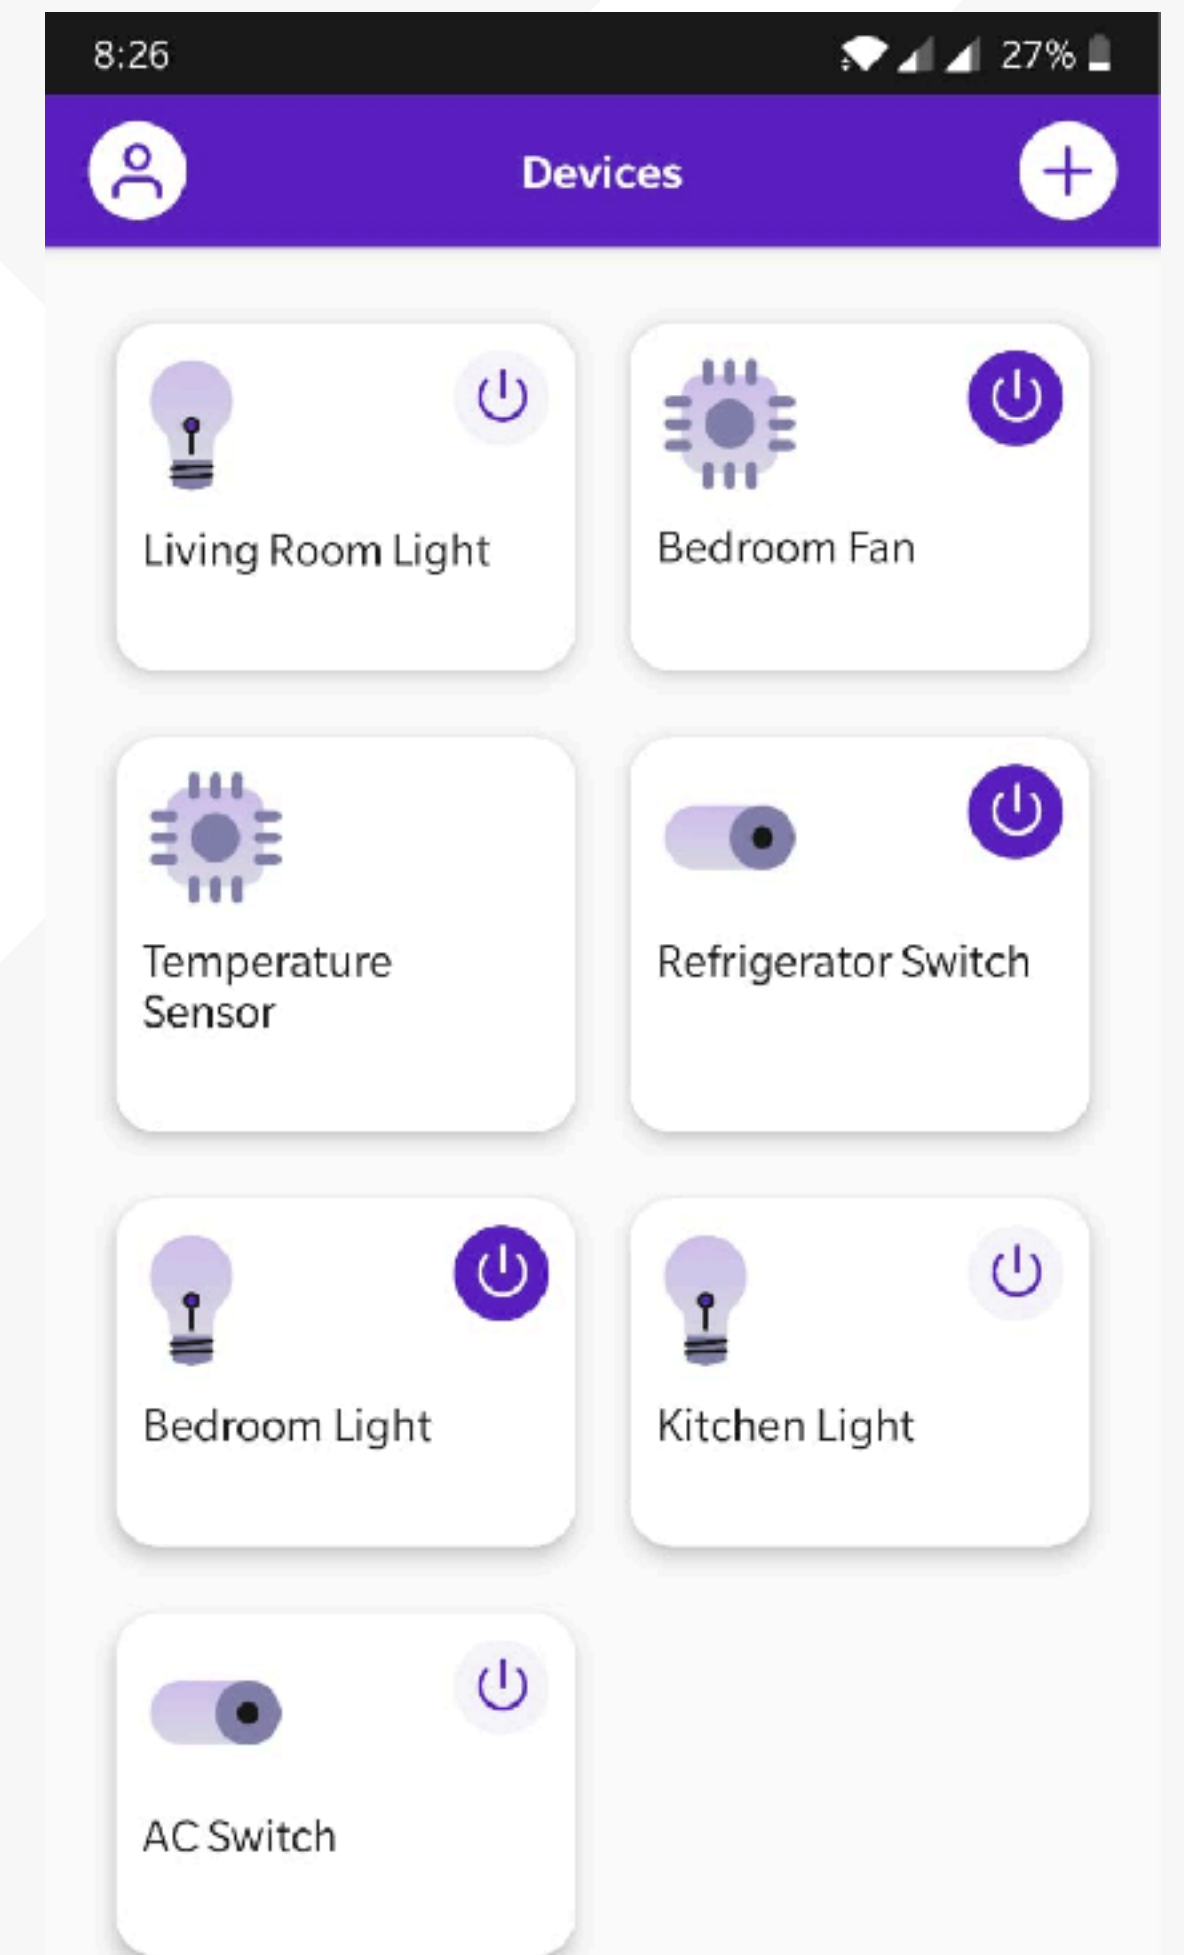 8:26
27%
Devices
Living Room Light
Bedroom Fan
Temperature
Sensor
Refrigerator Switch
Bedroom Light
Kitchen Light
AC Switch